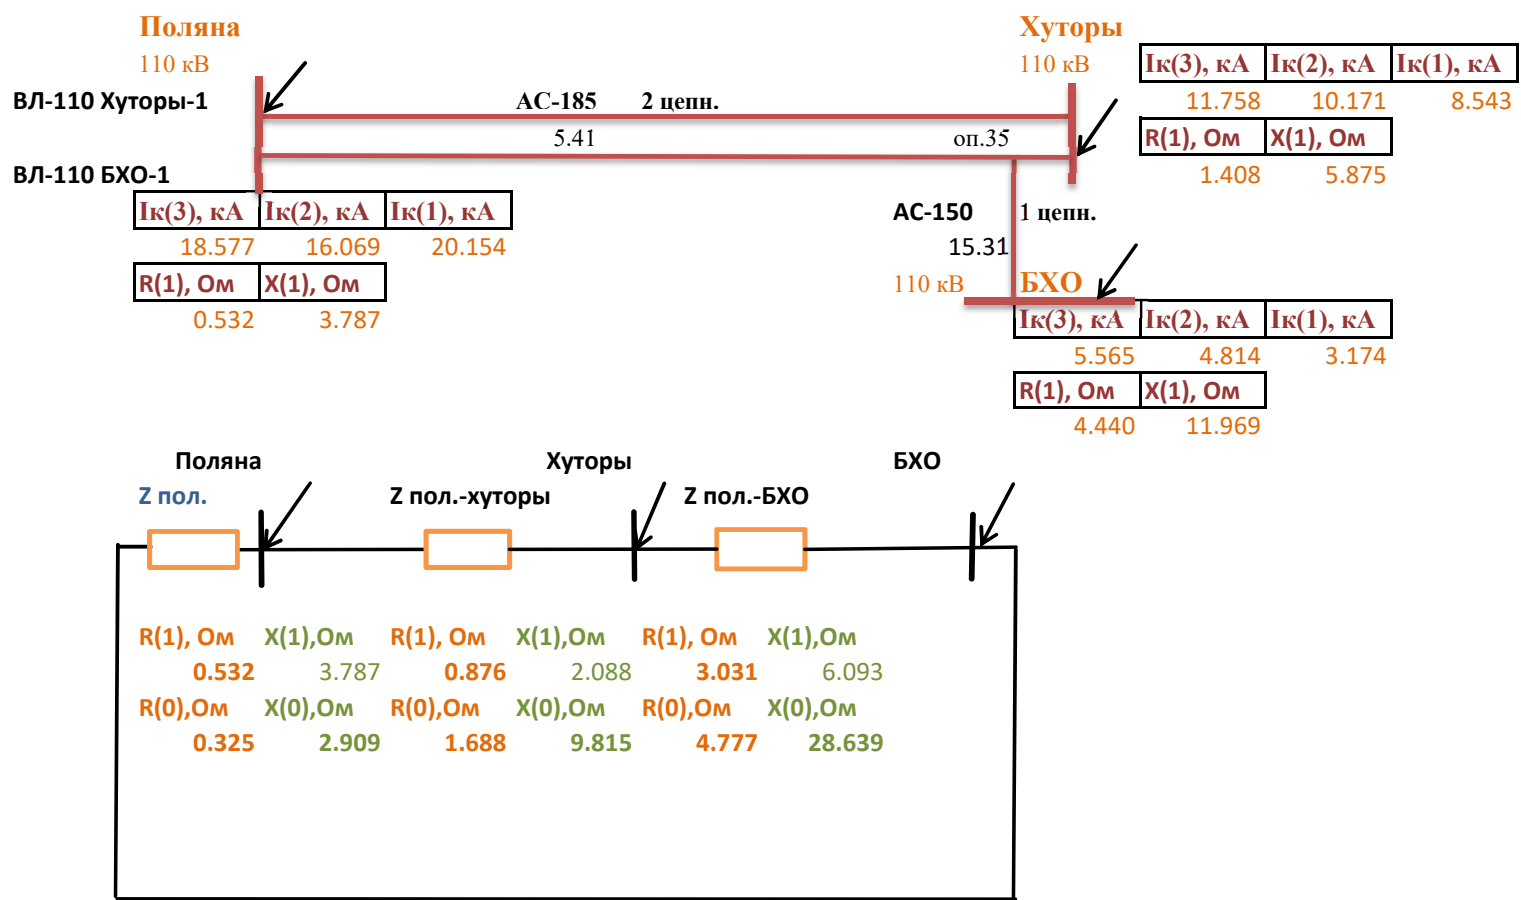 Поляна Хуторы
110 кВ 110 кВ Iк(3), кА Iк(2), кА Iк(1), кА
ВЛ-110 Хуторы-1 АС-185 2 цепн. 11.758 10.171 8.543
5.41 оп.35 R(1), Ом X(1), Ом
ВЛ-110 БХО-1 1.408 5.875
Iк(3), кА Iк(2), кА Iк(1), кА АС-150 1 цепн.
18.577 16.069 20.154 15.31
R(1), Ом X(1), Ом 110 кВ БХО
0.532 3.787 Iк(3), кА Iк(2), кА Iк(1), кА
5.565 4.814 3.174
R(1), Ом X(1), Ом
4.440 11.969
Поляна Хуторы БХО
Z пол. Z пол.-хуторы Z пол.-БХО
R(1), Ом X(1),Ом R(1), Ом X(1),Ом R(1), Ом X(1),Ом
0.532 3.787 0.876 2.088 3.031 6.093
R(0),Ом X(0),Ом R(0),Ом X(0),Ом R(0),Ом X(0),Ом
0.325 2.909 1.688 9.815 4.777 28.639